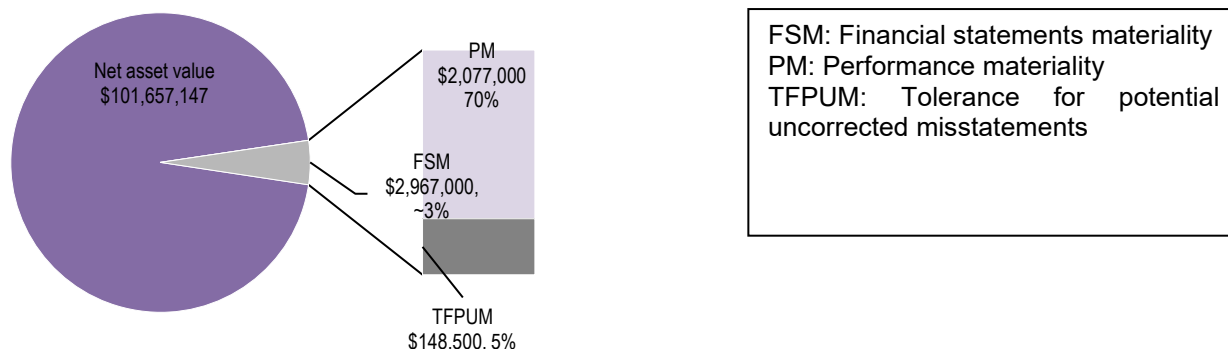 Net asset value
$101,657,147
PM
$2,077,000
70%
FSM
$2,967,000,
~3%
TFPUM
$148,500, 5%
FSM: Financial statements materiality
PM: Performance materiality
TFPUM: Tolerance for potential
uncorrected misstatements